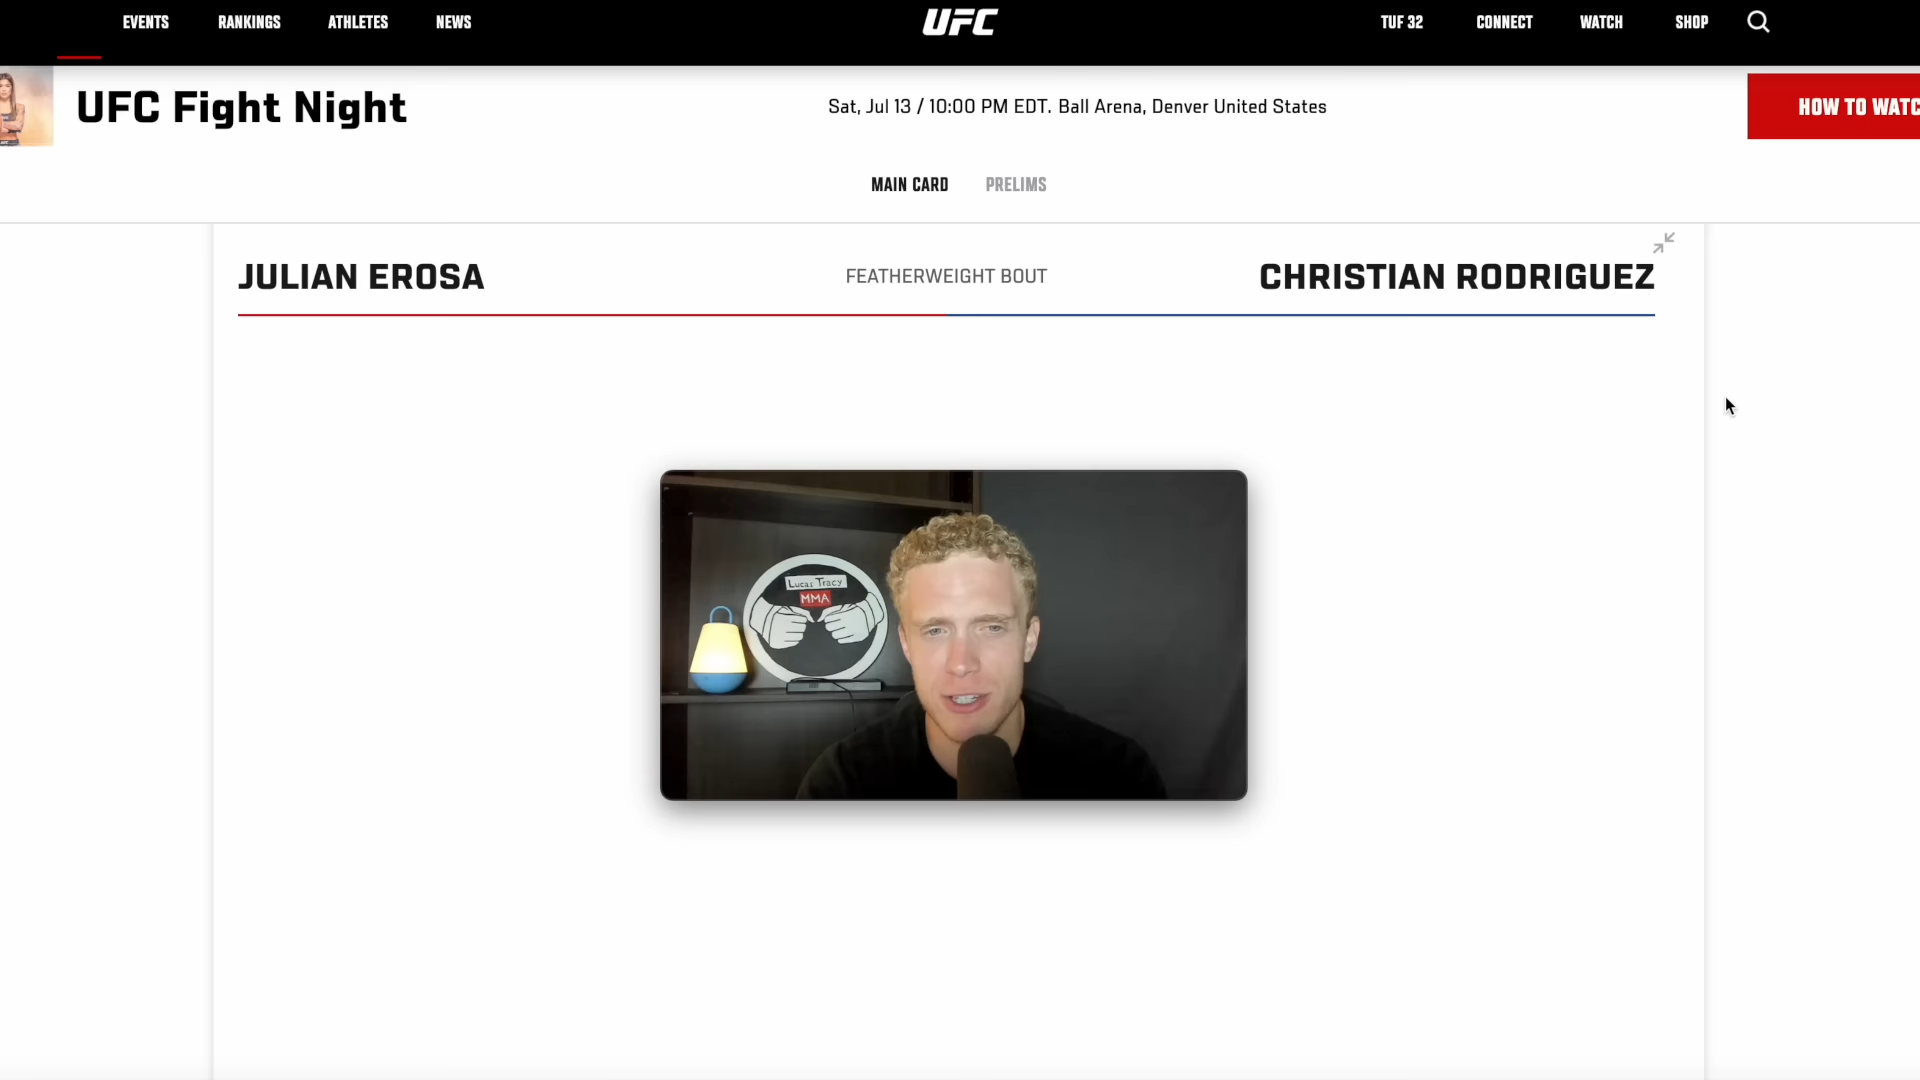 EVENTS RANKINGS ATHLETES NEWS UFC TUF 32 CONNECT WATCH SHOP
UFC Fight Night Sat, Jul 13 / 10:00 PM EDT. Ball Arena, Denver United States HOW TO WATC
MAIN CARD PRELIMS
JULIAN EROSA FEATHERWEIGHT BOUT CHRISTIAN RODRIGUEZ
Lucas Tracy
MMA